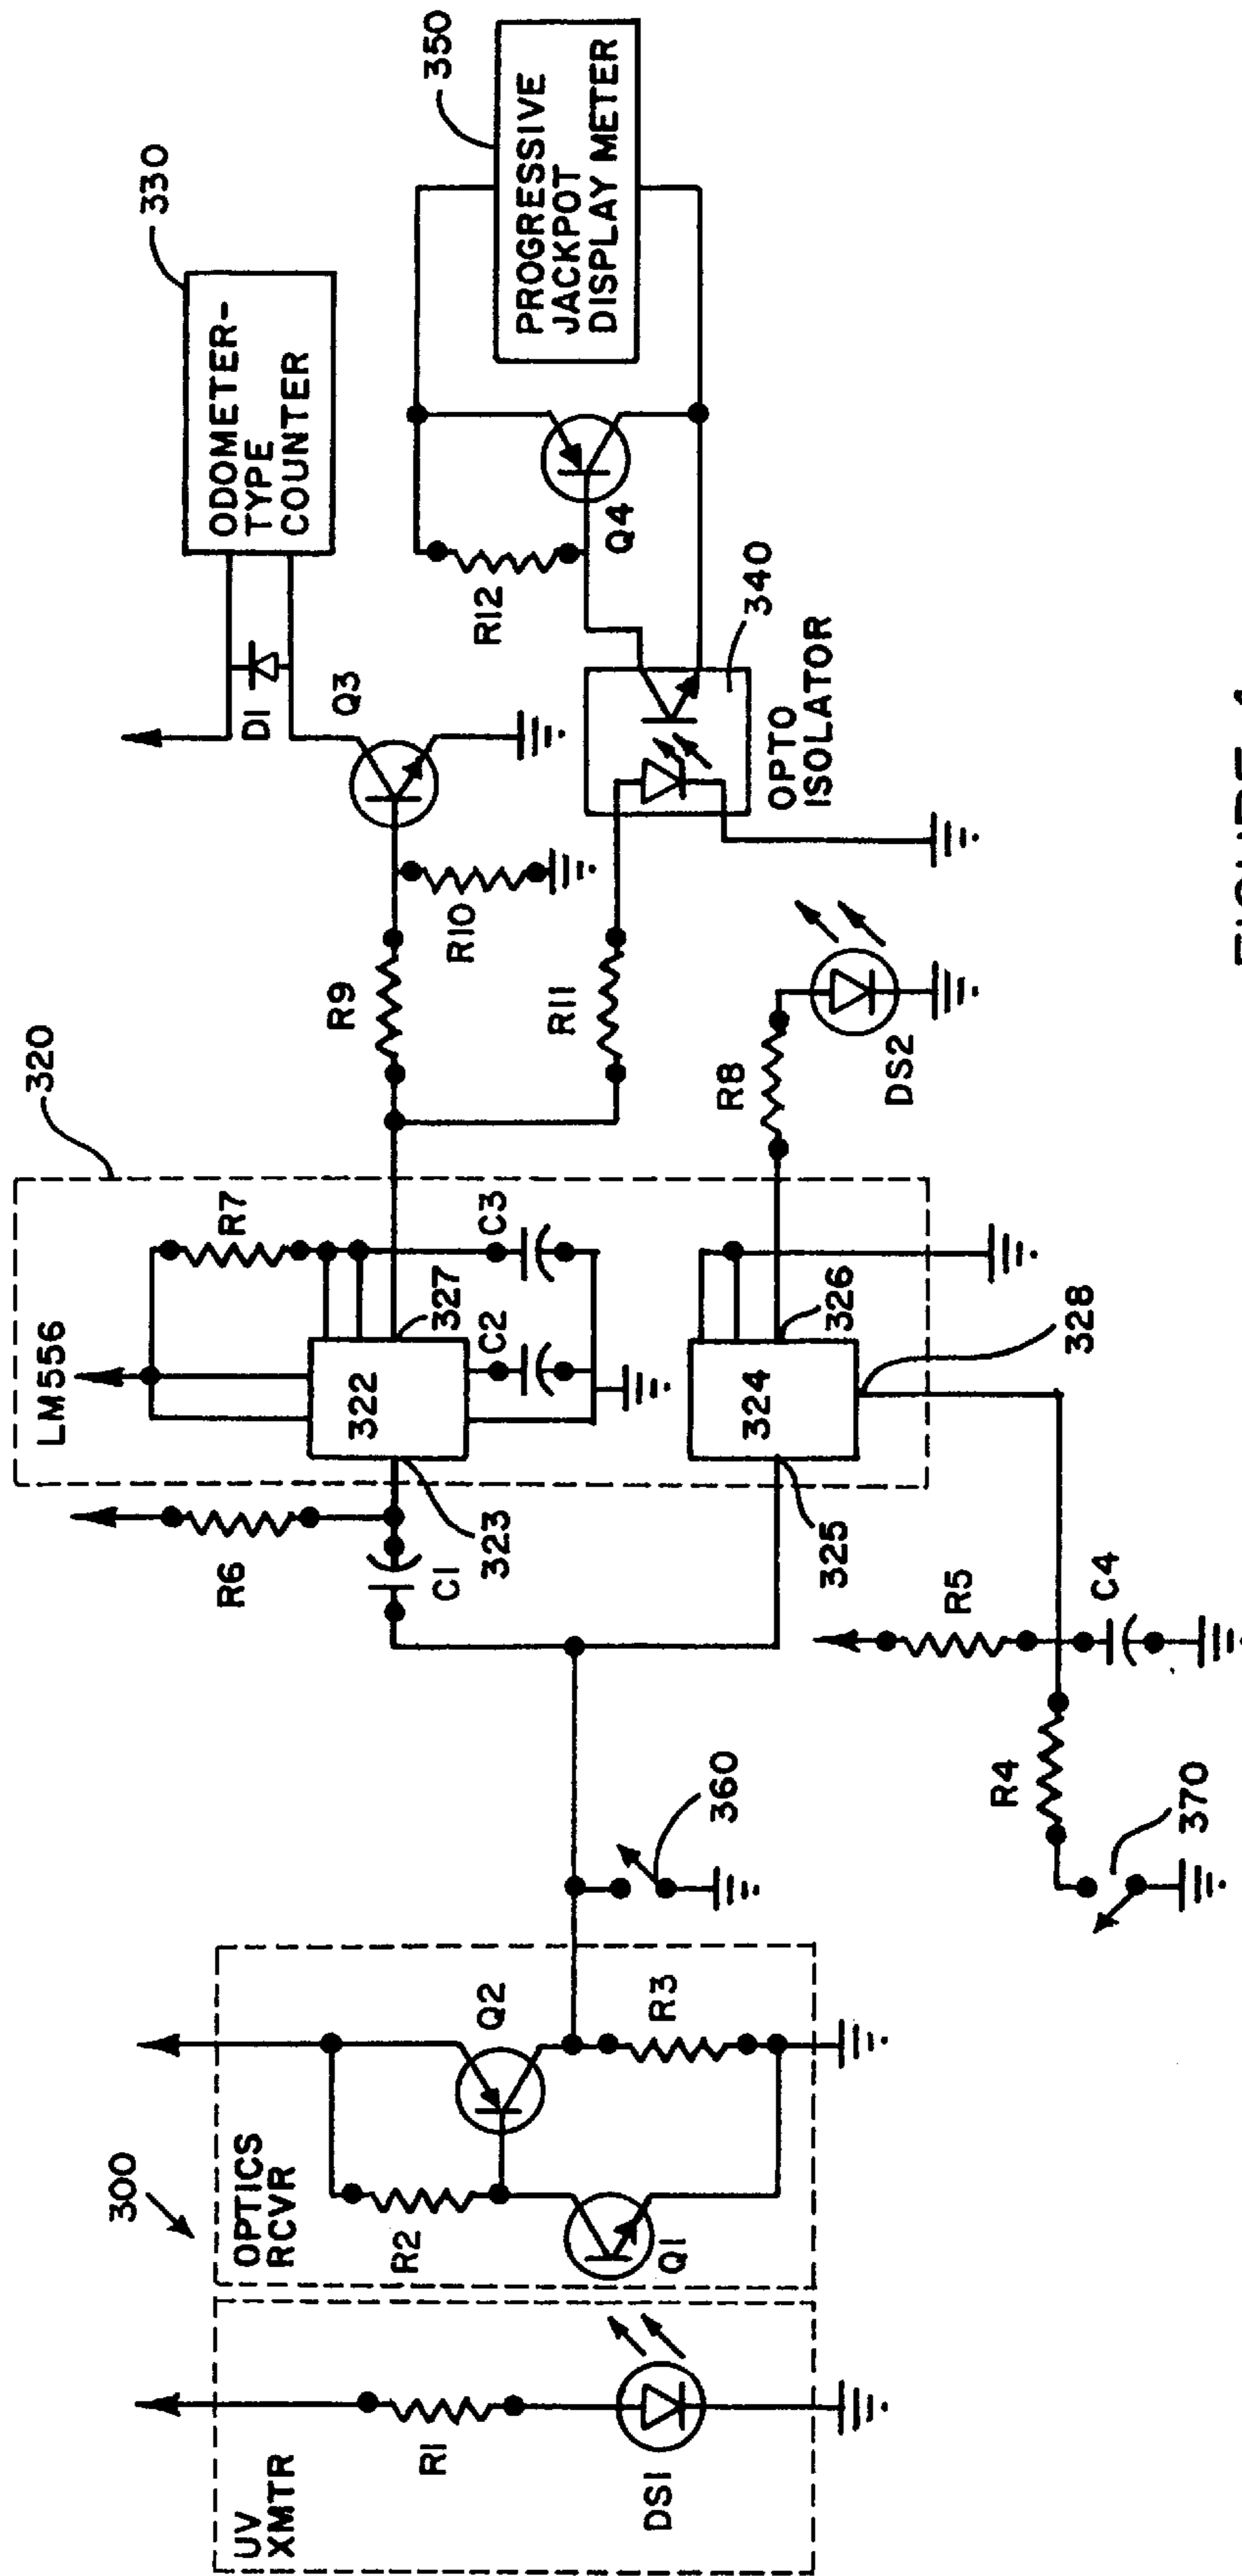 300
UV
XMTR
R1
DS1
OPTICS
RCVR
R2
Q1
Q2
R3
360
370
R4
R5
C4
R6
C1
323
325
LM556
320
R7
322
327
C2
C3
324
326
328
R8
DS2
R9
R10
R11
Q3
D1
ODOMETER-
TYPE
COUNTER
330
OPTO
ISOLATOR
340
R12
Q4
PROGRESSIVE
JACKPOT
DISPLAY METER
350